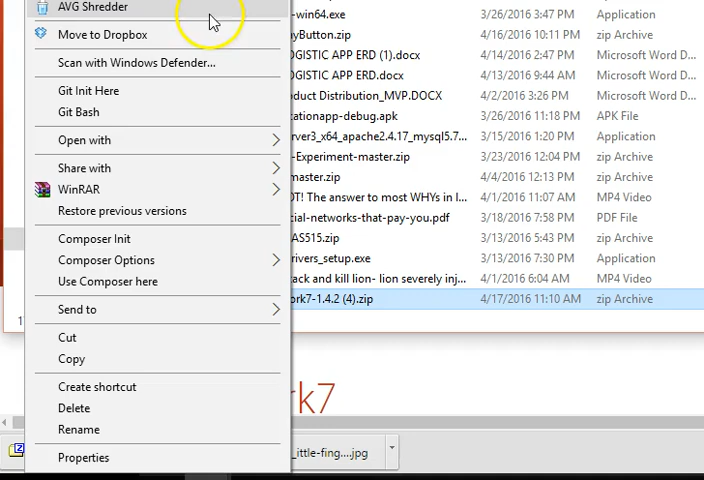 AVG Shredder
Move to Dropbox
Scan with Windows Defender...
Git Init Here
Git Bash
Open with
Share with
WinRAR
Restore previous versions
Composer Init
Composer Options
Use Composer here
Send to
Cut
Copy
Create shortcut
Delete
Rename
Properties
-win64.exe 3/26/2016 3:47 PM Application
yButton.zip 4/16/2016 10:11 PM zip Archive
OGISTIC APP ERD (1).docx 4/14/2016 2:47 PM Microsoft Word D...
OGISTIC APP ERD.docx 4/13/2016 9:44 AM Microsoft Word D...
duct Distribution_MVP.DOCX 4/2/2016 3:26 PM Microsoft Word D...
cationapp-debug.apk 3/26/2016 11:18 PM APK File
server3_x64_apache2.4.17_mysql5.7... 3/15/2016 1:20 PM Application
-Experiment-master.zip 3/23/2016 12:04 PM zip Archive
master.zip 4/4/2016 12:13 PM zip Archive
OT! The answer to most WHYs in l... 4/1/2016 11:07 AM MP4 Video
cial-networks-that-pay-you.pdf 3/18/2016 7:58 PM PDF File
AS515.zip 3/13/2016 5:43 PM zip Archive
rivers_setup.exe 3/13/2016 7:30 PM Application
tack and kill lion- lion severely inj... 4/1/2016 6:04 AM MP4 Video
ork7-1.4.2 (4).zip 4/17/2016 11:10 AM zip Archive
rk7
_ittle-fing....jpg